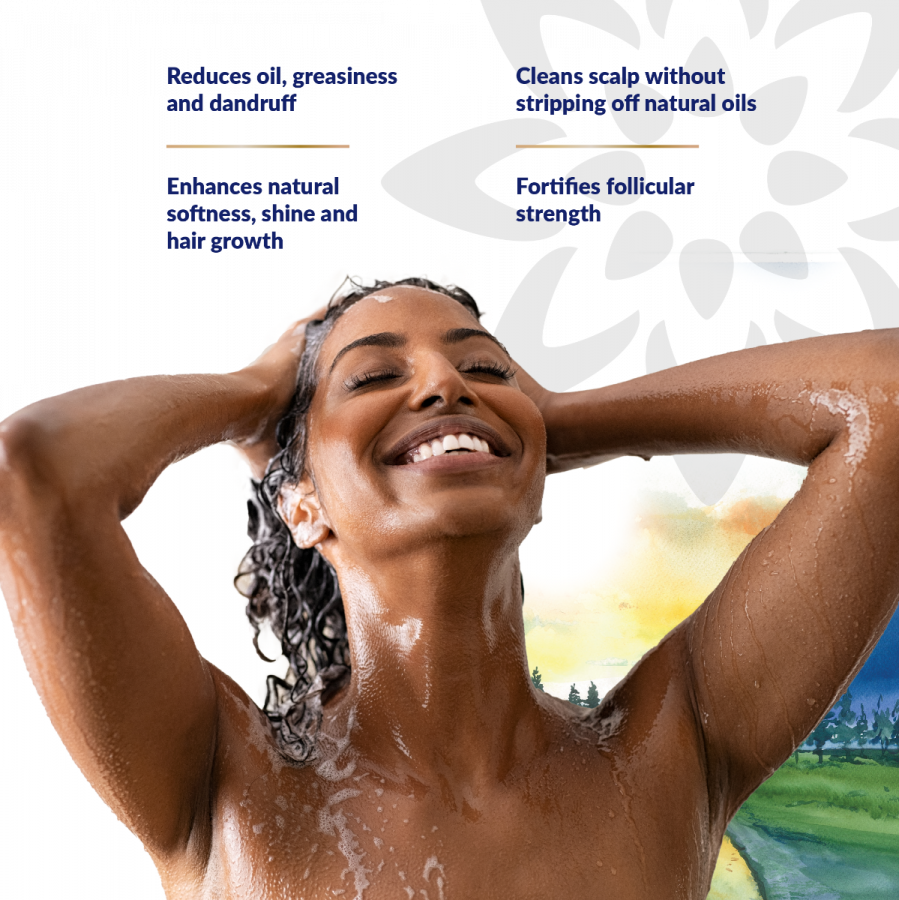 Reduces oil, greasiness
and dandruff
Cleans scalp without
stripping off natural oils
Enhances natural
softness, shine and
hair growth
Fortifies follicular
strength